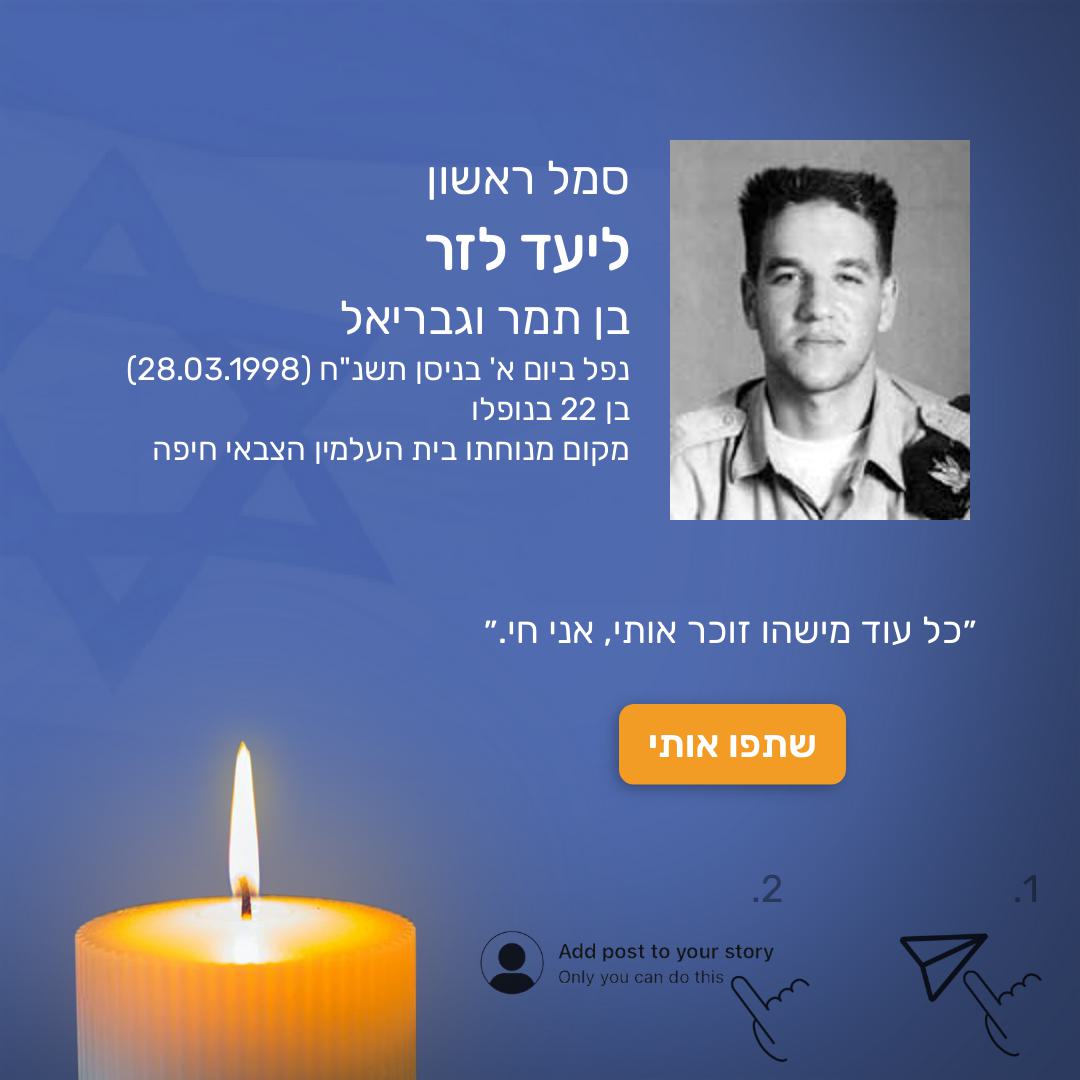 סמל ראשון
ליעד לזר
בן תמר וגבריאל
נפל ביום א' בניסן תשנ"ח (28.03.1998)
בן 22 בנופלו
מקום מנוחתו בית העלמין הצבאי חיפה
״כל עוד מישהו זוכר אותי, אני חי.״
שתפו אותי
1.
2.
Add post to your story
Only you can do this